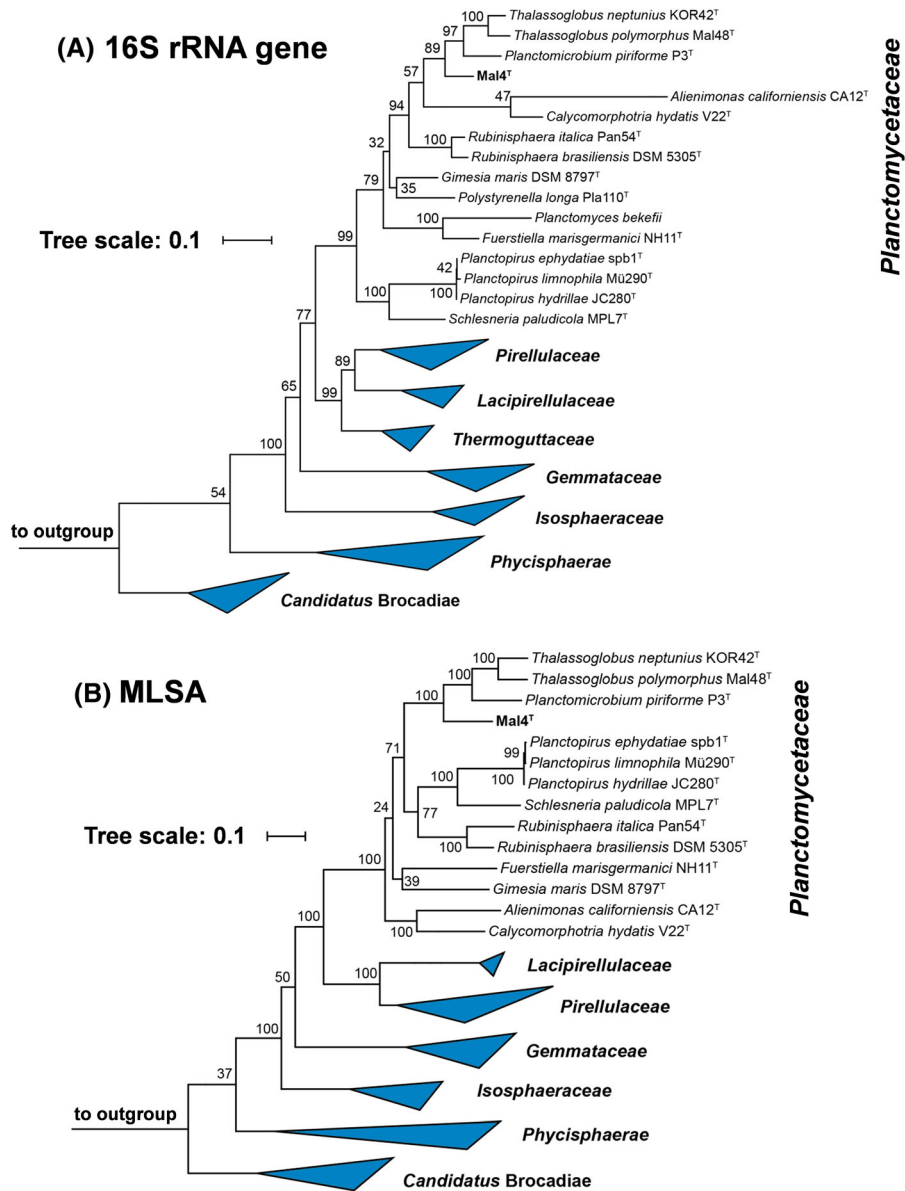 (A) 16S rRNA gene
100
Thalassoglobus neptunius KOR42ᵀ
97
Thalassoglobus polymorphus Mal48ᵀ
89
Planctomicrobium piriforme P3ᵀ
57
Mal4ᵀ
47
Alienimonas californiensis CA12ᵀ
94
Calycomorphotria hydatis V22ᵀ
100
Rubinisphaera italica Pan54ᵀ
32
Rubinisphaera brasiliensis DSM 5305ᵀ
79
Gimesia maris DSM 8797ᵀ
35
Polystyrenella longa Pla110ᵀ
100
Planctomyces bekefii
99
Fuerstiella marisgermanici NH11ᵀ
Tree scale: 0.1
42
Planctopirus ephydatiae spb1ᵀ
Planctopirus limnophila Mü290ᵀ
100
100
Planctopirus hydrillae JC280ᵀ
Schlesneria paludicola MPL7ᵀ
Planctomycetaceae
77
89
Pirellulaceae
65
99
Lacipirellulaceae
Thermoguttaceae
100
Gemmataceae
54
Isosphaeraceae
to outgroup
Phycisphaerae
Candidatus Brocadiae
(B) MLSA
100
Thalassoglobus neptunius KOR42ᵀ
100
Thalassoglobus polymorphus Mal48ᵀ
100
Planctomicrobium piriforme P3ᵀ
Mal4ᵀ
71
99
Planctopirus ephydatiae spb1ᵀ
Planctopirus limnophila Mü290ᵀ
100
100
Planctopirus hydrillae JC280ᵀ
24
77
Schlesneria paludicola MPL7ᵀ
Rubinisphaera italica Pan54ᵀ
100
Rubinisphaera brasiliensis DSM 5305ᵀ
Tree scale: 0.1
100
Fuerstiella marisgermanici NH11ᵀ
39
Gimesia maris DSM 8797ᵀ
Alienimonas californiensis CA12ᵀ
100
Calycomorphotria hydatis V22ᵀ
Planctomycetaceae
100
100
Lacipirellulaceae
50
Pirellulaceae
100
Gemmataceae
37
Isosphaeraceae
to outgroup
Phycisphaerae
Candidatus Brocadiae